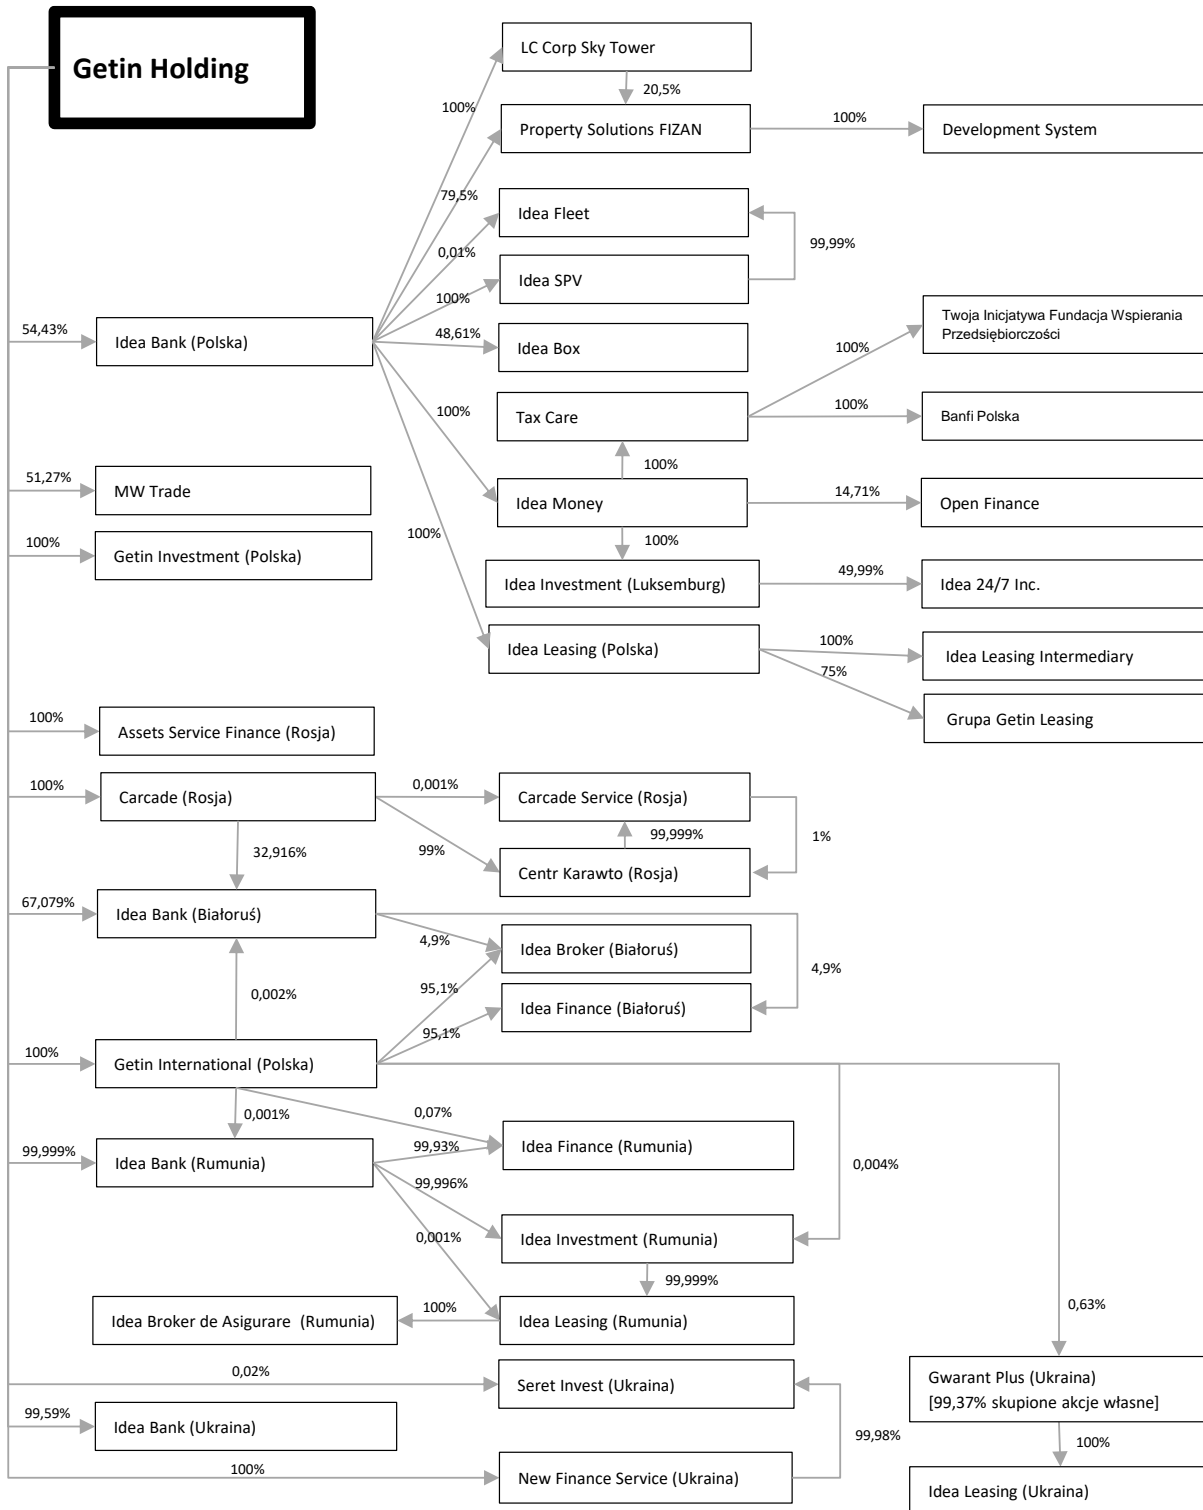 Getin Holding
LC Corp Sky Tower
20,5%
100%
Property Solutions FIZAN
100%
Development System
79,5%
Idea Fleet
99,99%
0,01%
Idea SPV
100%
54,43%
Idea Bank (Polska)
48,61%
Idea Box
Twoja Inicjatywa Fundacja Wspierania
Przedsiębiorczości
100%
100%
Tax Care
100%
Banfi Polska
100%
51,27%
MW Trade
Idea Money
14,71%
Open Finance
100%
100%
100%
Getin Investment (Polska)
Idea Investment (Luksemburg)
49,99%
Idea 24/7 Inc.
Idea Leasing (Polska)
100%
Idea Leasing Intermediary
75%
Grupa Getin Leasing
100%
Assets Service Finance (Rosja)
100%
Carcade (Rosja)
0,001%
Carcade Service (Rosja)
99,999%
1%
32,916%
99%
Centr Karawto (Rosja)
67,079%
Idea Bank (Białoruś)
4,9%
Idea Broker (Białoruś)
4,9%
0,002%
95,1%
Idea Finance (Białoruś)
95,1%
100%
Getin International (Polska)
0,001%
0,07%
99,999%
Idea Bank (Rumunia)
99,93%
Idea Finance (Rumunia)
0,004%
99,996%
0,001%
Idea Investment (Rumunia)
99,999%
0,63%
Idea Broker de Asigurare (Rumunia)
100%
Idea Leasing (Rumunia)
0,02%
Seret Invest (Ukraina)
Gwarant Plus (Ukraina)
[99,37% skupione akcje własne]
99,59%
Idea Bank (Ukraina)
99,98%
100%
100%
New Finance Service (Ukraina)
Idea Leasing (Ukraina)